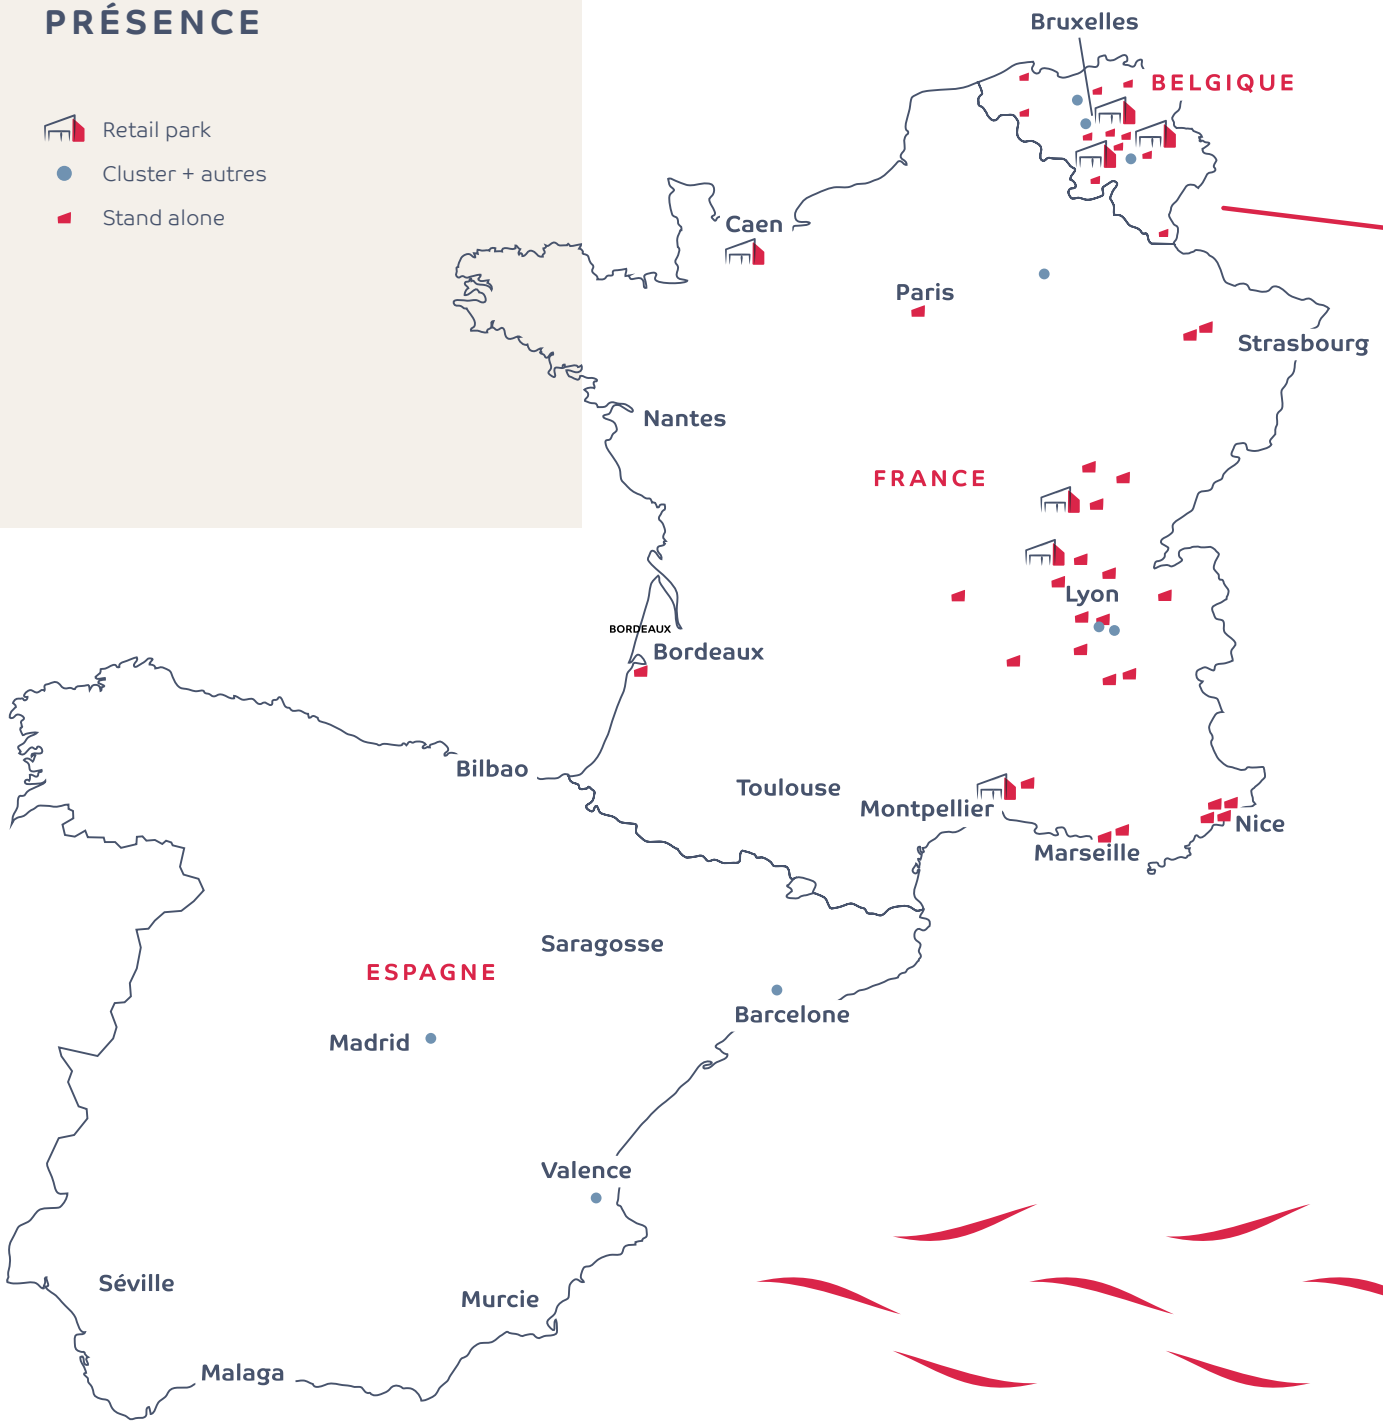 PRÉSENCE
Retail park
Cluster + autres
Stand alone
Bruxelles
BELGIQUE
Caen
Paris
Strasbourg
Nantes
FRANCE
Lyon
BORDEAUX
Bordeaux
Bilbao
Toulouse
Montpellier
Nice
Marseille
Saragosse
ESPAGNE
Barcelone
Madrid
Valence
Séville
Murcie
Malaga